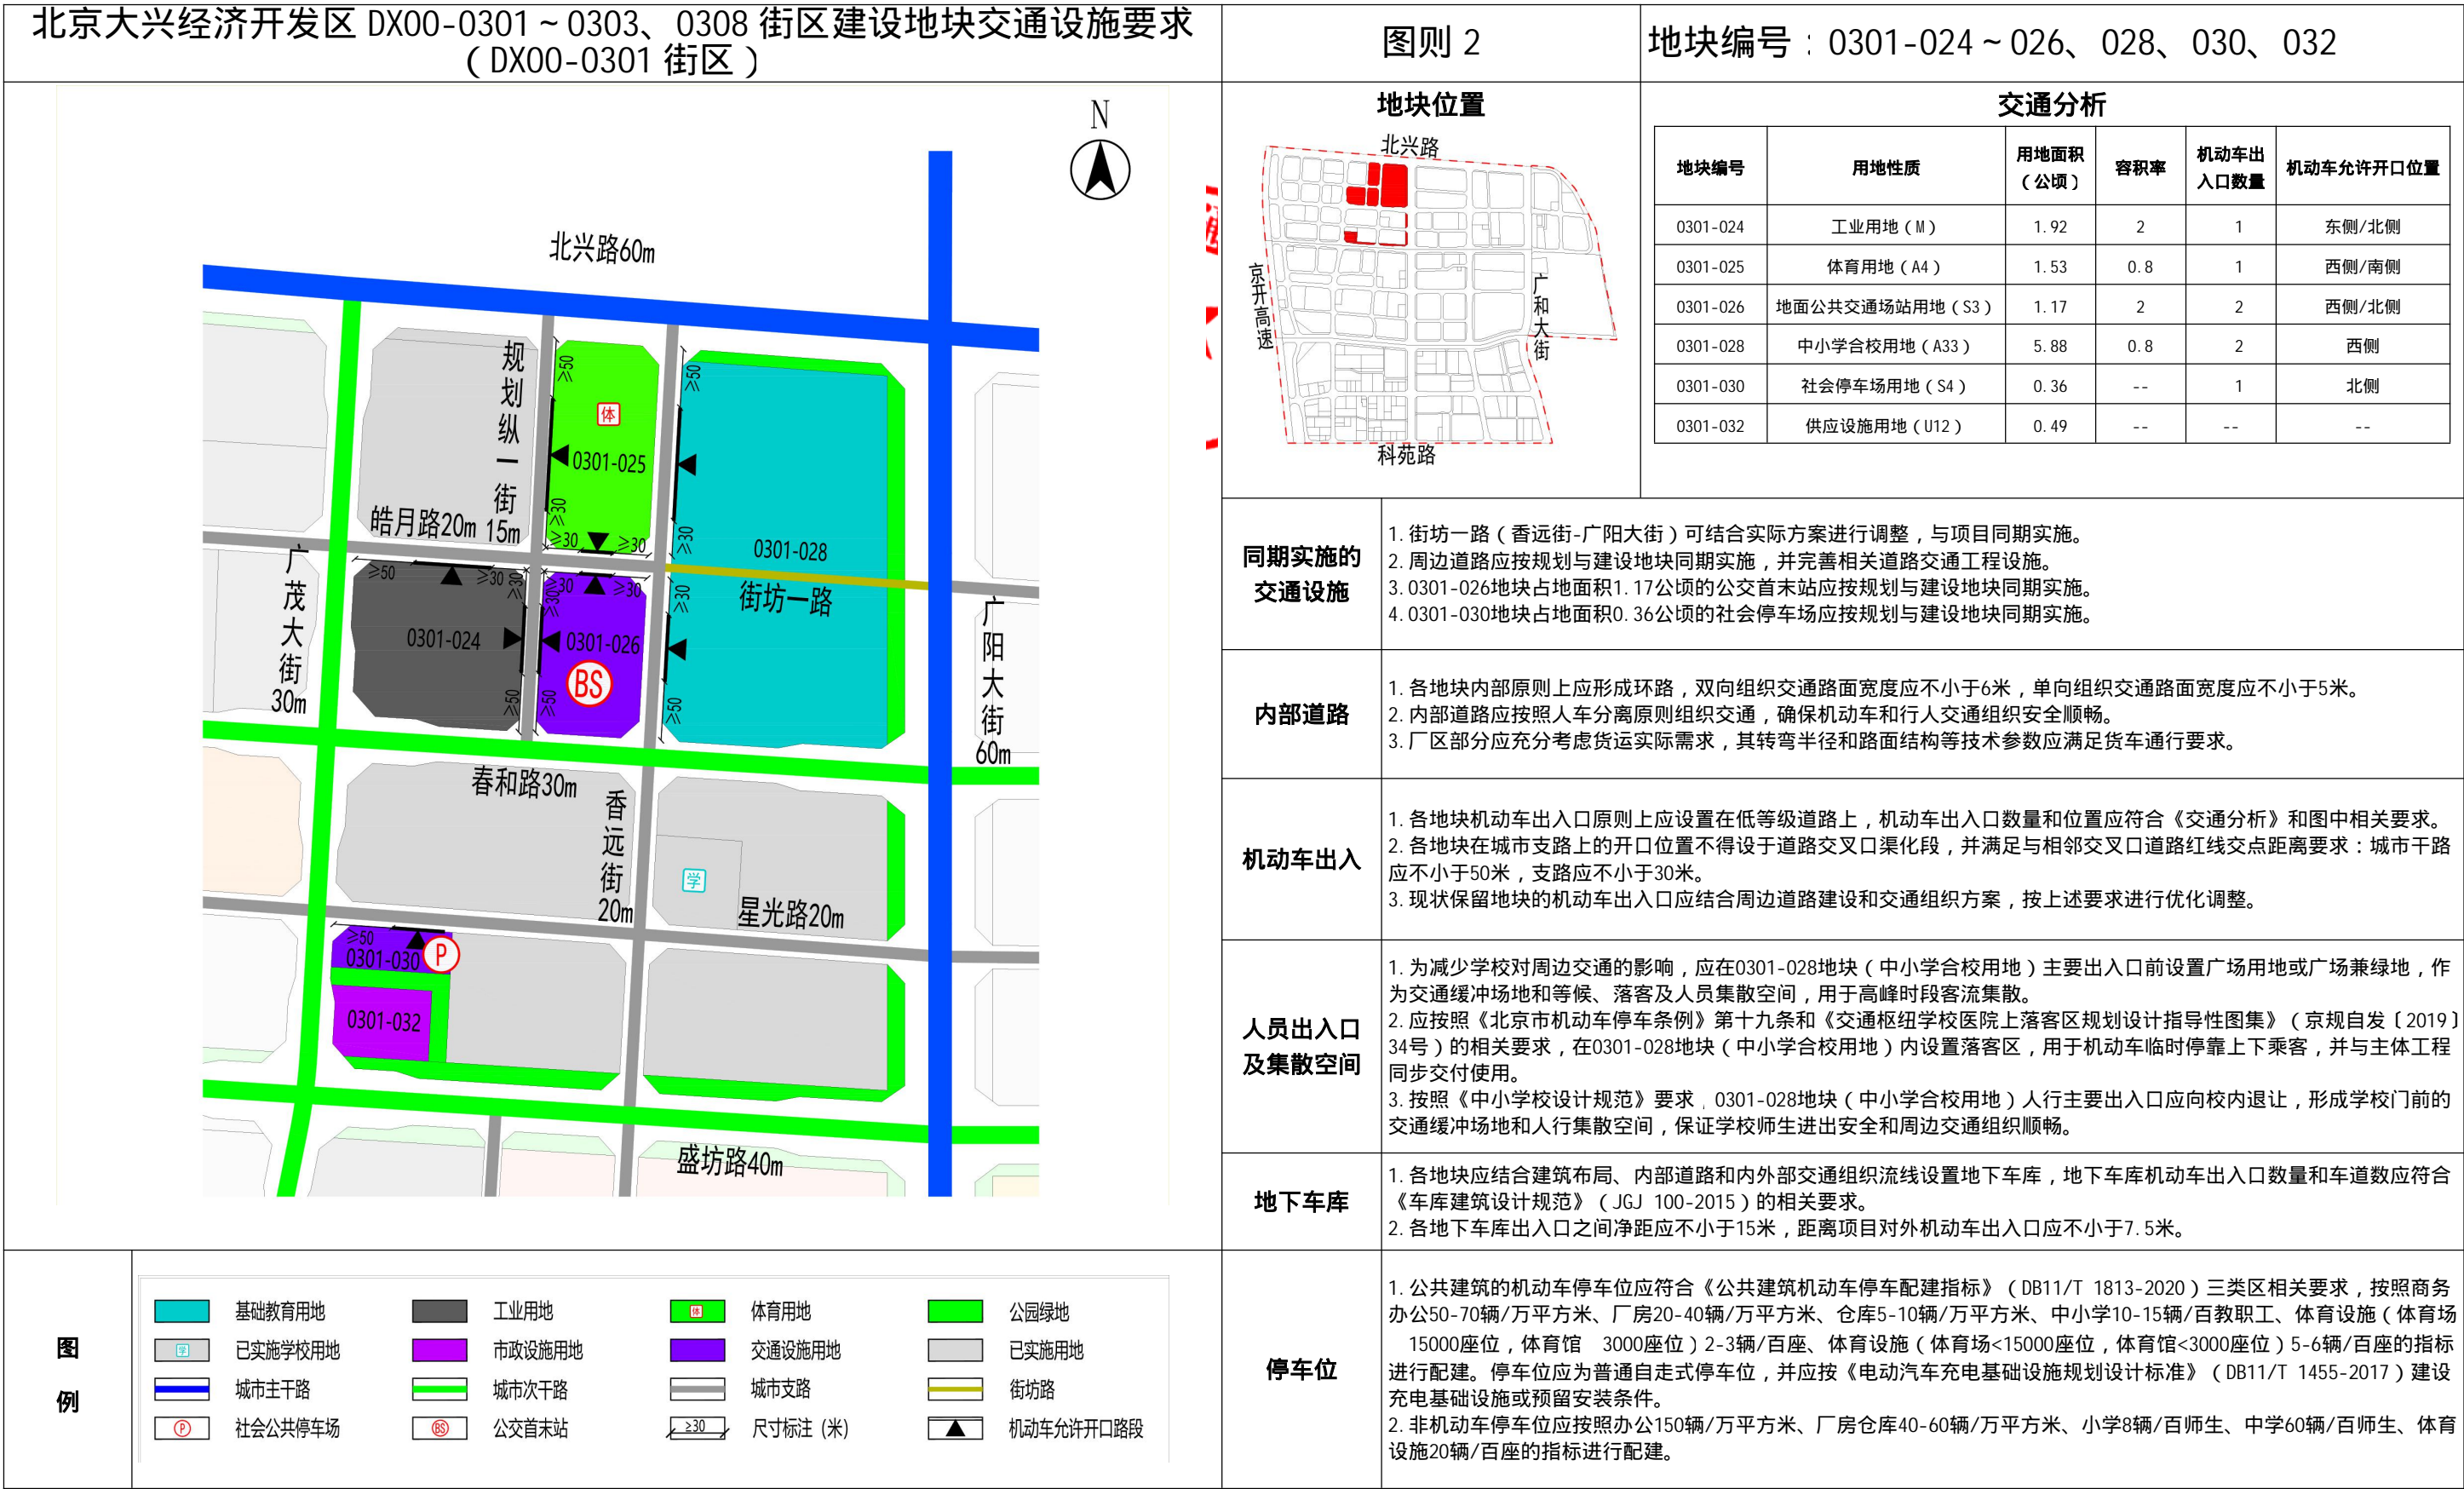 北京大兴经济开发区 DX00-0301～0303、0308 街区建设地块交通设施要求
（DX00-0301 街区）
图则 2
地块编号：0301-024～026、028、030、032
N
北兴路60m
规划纵一街
15m
皓月路20m
广茂大街
30m
春和路30m
香远街
20m
星光路20m
盛坊路40m
街坊一路
广阳大街
60m
体
0301-025
0301-028
0301-024
0301-026
BS
学
0301-030
P
0301-032
≥50
≥50
≥30
≥30
≥30
≥30
≥50
≥30
≥30
≥30
≥30
≥30
≥30
≥50
≥50
≥50
≥50
地块位置
北兴路
京开高速
广和大街
科苑路
交通分析
地块编号 用地性质 用地面积（公顷） 容积率 机动车出入口数量 机动车允许开口位置
0301-024 工业用地（M） 1.92 2 1 东侧/北侧
0301-025 体育用地（A4） 1.53 0.8 1 西侧/南侧
0301-026 地面公共交通场站用地（S3） 1.17 2 2 西侧/北侧
0301-028 中小学合校用地（A33） 5.88 0.8 2 西侧
0301-030 社会停车场用地（S4） 0.36 -- 1 北侧
0301-032 供应设施用地（U12） 0.49 -- -- --
同期实施的
交通设施
1.街坊一路（香远街-广阳大街）可结合实际方案进行调整，与项目同期实施。
2.周边道路应按规划与建设地块同期实施，并完善相关道路交通工程设施。
3.0301-026地块占地面积1.17公顷的公交首末站应按规划与建设地块同期实施。
4.0301-030地块占地面积0.36公顷的社会停车场应按规划与建设地块同期实施。
内部道路
1.各地块内部原则上应形成环路，双向组织交通路面宽度应不小于6米，单向组织交通路面宽度应不小于5米。
2.内部道路应按照人车分离原则组织交通，确保机动车和行人交通组织安全顺畅。
3.厂区部分应充分考虑货运实际需求，其转弯半径和路面结构等技术参数应满足货车通行要求。
机动车出入
1.各地块机动车出入口原则上应设置在低等级道路上，机动车出入口数量和位置应符合《交通分析》和图中相关要求。
2.各地块在城市支路上的开口位置不得设于道路交叉口渠化段，并满足与相邻交叉口道路红线交点距离要求：城市干路
应不小于50米，支路应不小于30米。
3.现状保留地块的机动车出入口应结合周边道路建设和交通组织方案，按上述要求进行优化调整。
人员出入口
及集散空间
1.为减少学校对周边交通的影响，应在0301-028地块（中小学合校用地）主要出入口前设置广场用地或广场兼绿地，作
为交通缓冲场地和等候、落客及人员集散空间，用于高峰时段客流集散。
2.应按照《北京市机动车停车条例》第十九条和《交通枢纽学校医院上落客区规划设计指导性图集》（京规自发〔2019〕
34号）的相关要求，在0301-028地块（中小学合校用地）内设置落客区，用于机动车临时停靠上下乘客，并与主体工程
同步交付使用。
3.按照《中小学校设计规范》要求，0301-028地块（中小学合校用地）人行主要出入口应向校内退让，形成学校门前的
交通缓冲场地和人行集散空间，保证学校师生进出安全和周边交通组织顺畅。
地下车库
1.各地块应结合建筑布局、内部道路和内外部交通组织流线设置地下车库，地下车库机动车出入口数量和车道数应符合
《车库建筑设计规范》（JGJ 100-2015）的相关要求。
2.各地下车库出入口之间净距应不小于15米，距离项目对外机动车出入口应不小于7.5米。
停车位
1.公共建筑的机动车停车位应符合《公共建筑机动车停车配建指标》（DB11/T 1813-2020）三类区相关要求，按照商务
办公50-70辆/万平方米、厂房20-40辆/万平方米、仓库5-10辆/万平方米、中小学10-15辆/百教职工、体育设施（体育场
15000座位，体育馆 3000座位）2-3辆/百座、体育设施（体育场<15000座位，体育馆<3000座位）5-6辆/百座的指标
进行配建。停车位应为普通自走式停车位，并应按《电动汽车充电基础设施规划设计标准》（DB11/T 1455-2017）建设
充电基础设施或预留安装条件。
2.非机动车停车位应按照办公150辆/万平方米、厂房仓库40-60辆/万平方米、小学8辆/百师生、中学60辆/百师生、体育
设施20辆/百座的指标进行配建。
图例
基础教育用地 工业用地 体 体育用地 公园绿地
学 已实施学校用地 市政设施用地 交通设施用地 已实施用地
城市主干路 城市次干路 城市支路 街坊路
P 社会公共停车场 BS 公交首末站 ≥30 尺寸标注 (米) 机动车允许开口路段